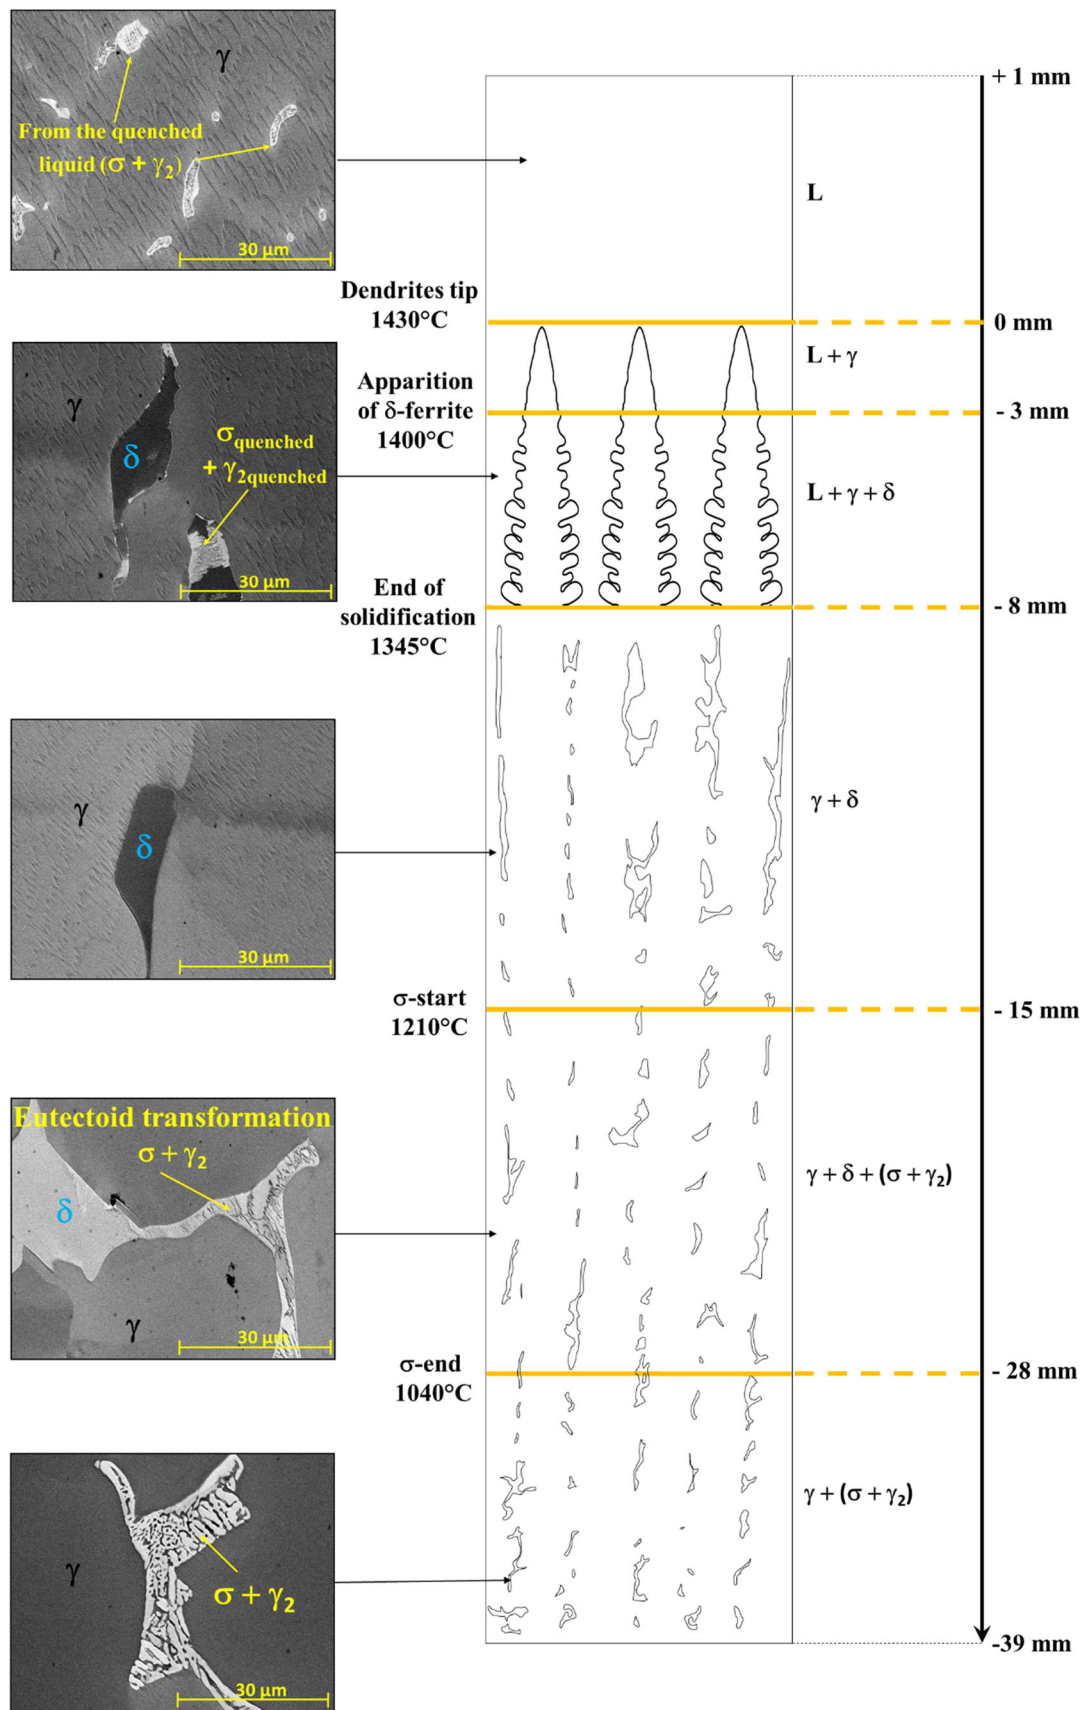 γ
From the quenched
liquid (σ + γ₂)
30 µm
+ 1 mm
L
Dendrites tip
1430°C
0 mm
L + γ
Apparition
of δ-ferrite
1400°C
- 3 mm
γ
δ
σquenched
+ γ2quenched
30 µm
L + γ + δ
End of
solidification
1345°C
- 8 mm
γ
δ
30 µm
γ + δ
σ-start
1210°C
- 15 mm
Eutectoid transformation
σ + γ₂
δ
γ
30 µm
γ + δ + (σ + γ₂)
σ-end
1040°C
- 28 mm
γ
σ + γ₂
30 µm
γ + (σ + γ₂)
-39 mm